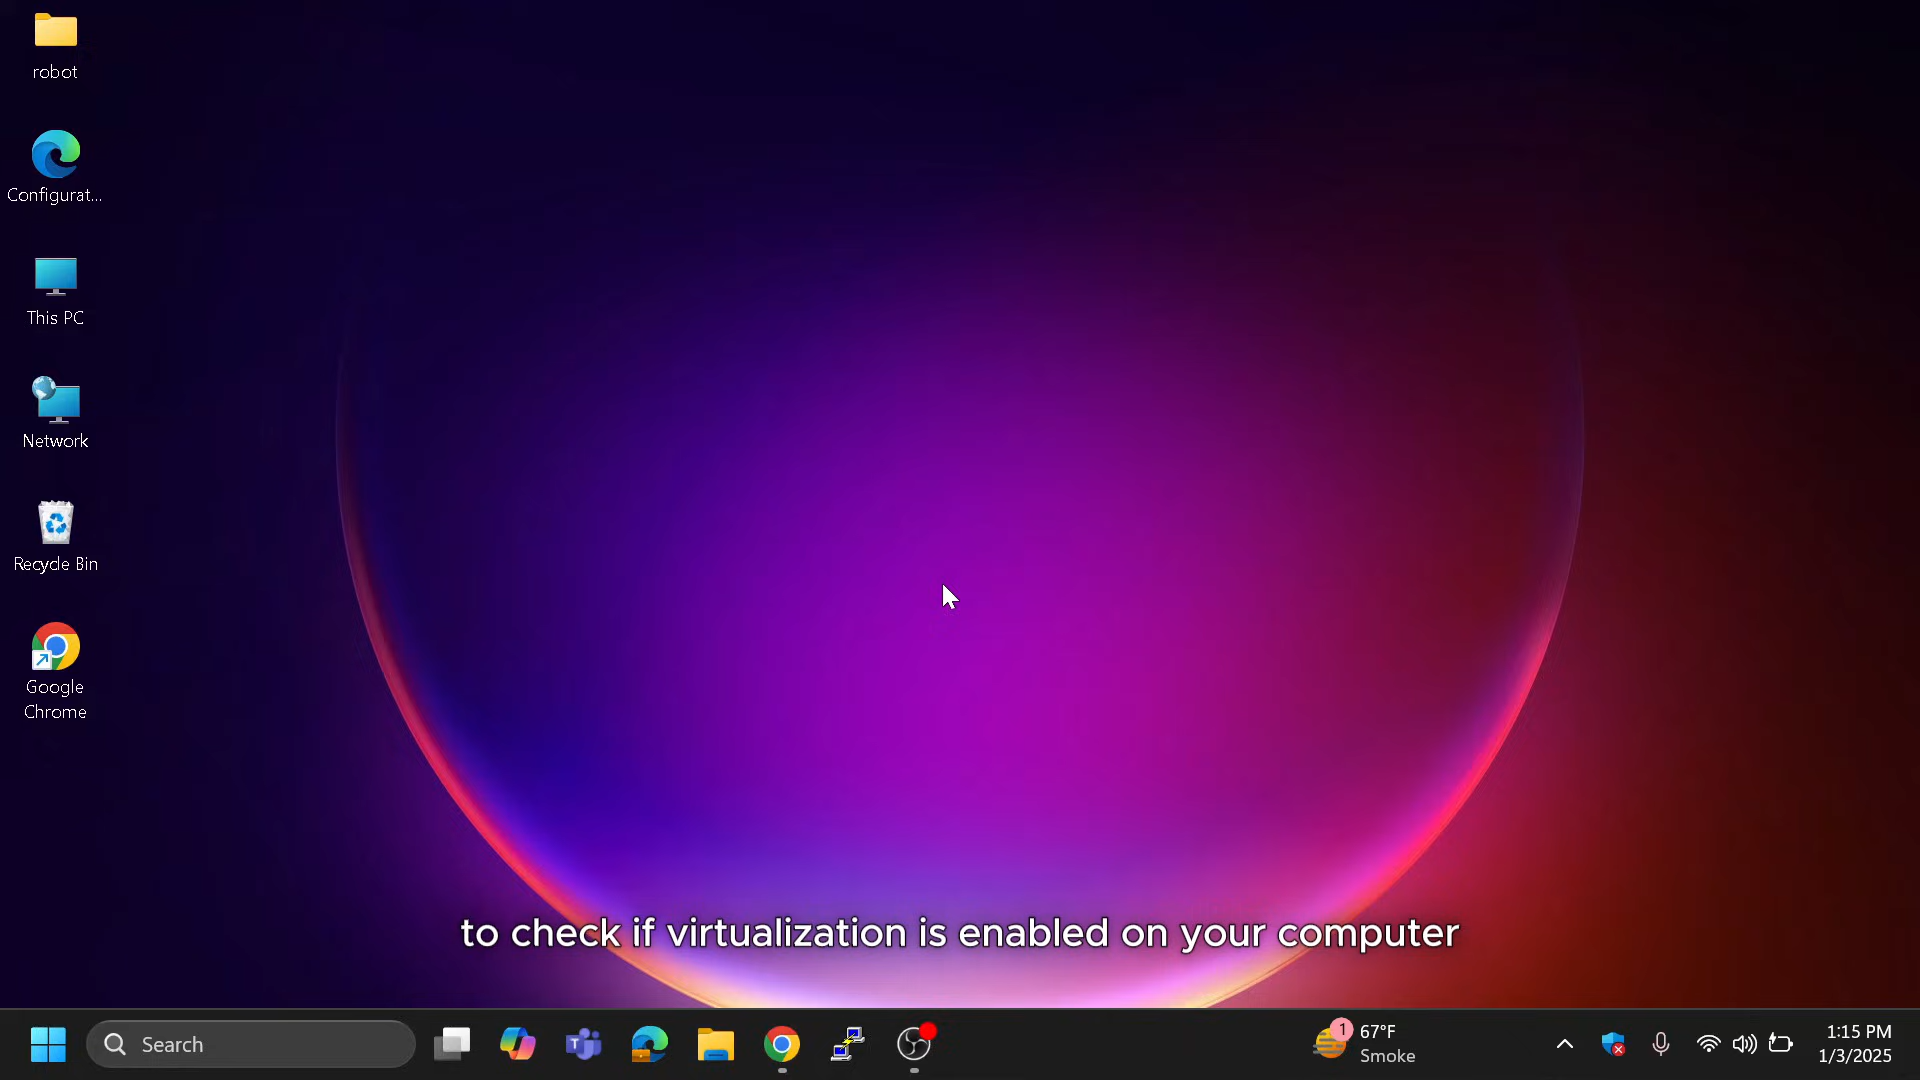 robot
Configurat...
This PC
Network
Recycle Bin
Google
Chrome
to check if virtualization is enabled on your computer
Search
T
1
67°F
Smoke
1:15 PM
1/3/2025